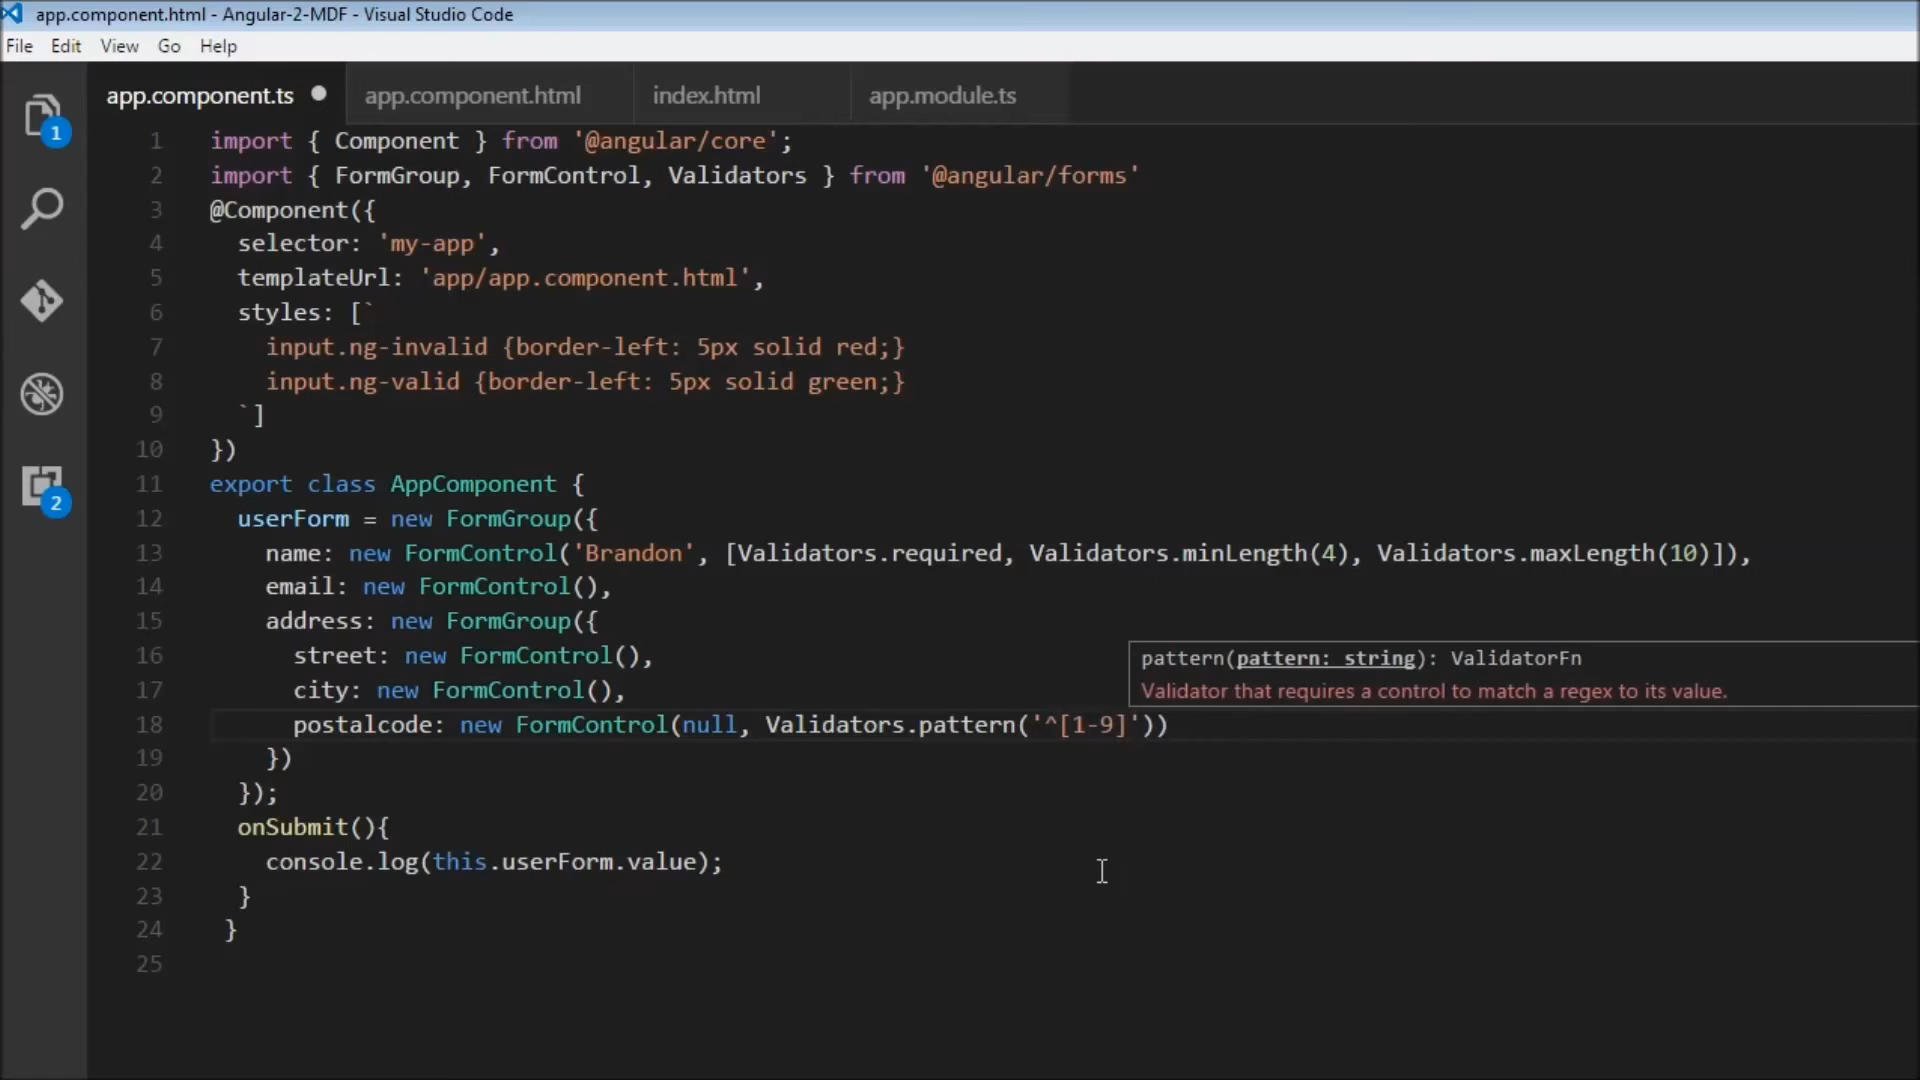 app.component.html - Angular-2-MDF - Visual Studio Code
File Edit View Go Help
app.component.ts app.component.html index.html app.module.ts
1
2
1 import { Component } from '@angular/core';
2 import { FormGroup, FormControl, Validators } from '@angular/forms'
3 @Component({
4 selector: 'my-app',
5 templateUrl: 'app/app.component.html',
6 styles: [`
7 input.ng-invalid {border-left: 5px solid red;}
8 input.ng-valid {border-left: 5px solid green;}
9 `]
10 })
11 export class AppComponent {
12 userForm = new FormGroup({
13 name: new FormControl('Brandon', [Validators.required, Validators.minLength(4), Validators.maxLength(10)]),
14 email: new FormControl(),
15 address: new FormGroup({
16 street: new FormControl(),
pattern(pattern: string): ValidatorFn
17 city: new FormControl(),
Validator that requires a control to match a regex to its value.
18 postalcode: new FormControl(null, Validators.pattern('^[1-9]'))
19 })
20 });
21 onSubmit(){
22 console.log(this.userForm.value);
23 }
24 }
25